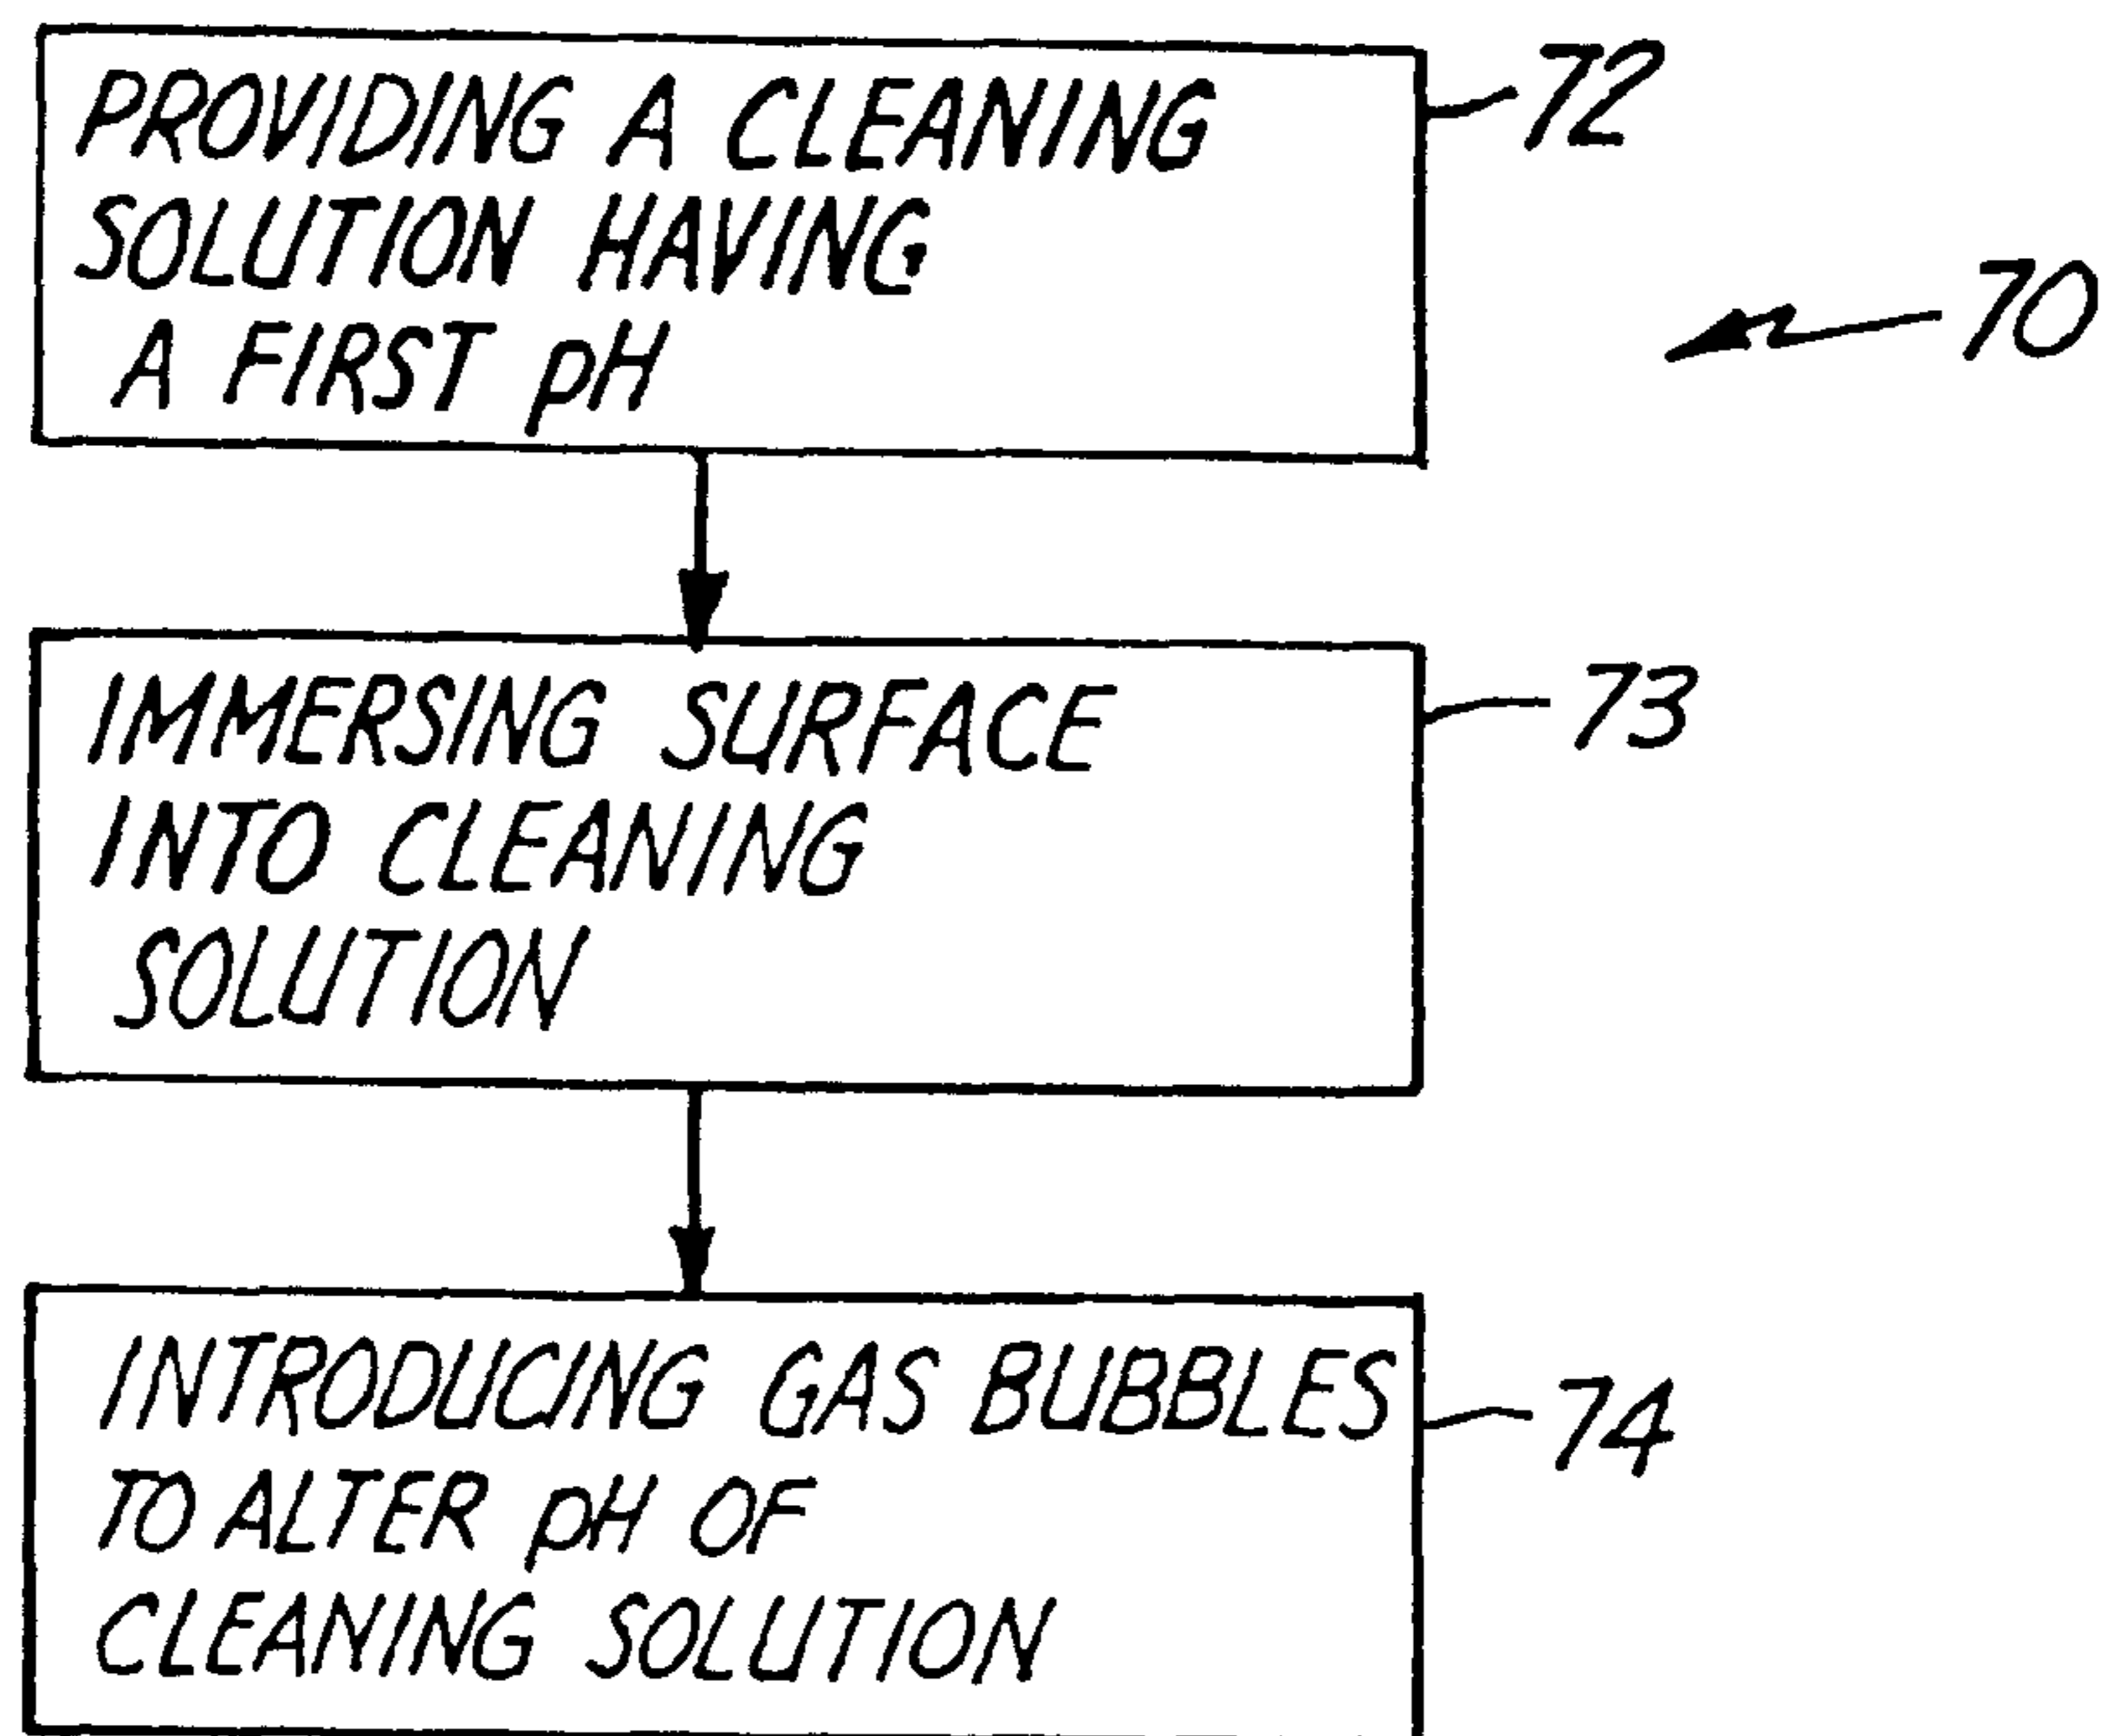 PROVIDING A CLEANING
SOLUTION HAVING
A FIRST pH
72
70
IMMERSING SURFACE
INTO CLEANING
SOLUTION
73
INTRODUCING GAS BUBBLES
TO ALTER pH OF
CLEANING SOLUTION
74